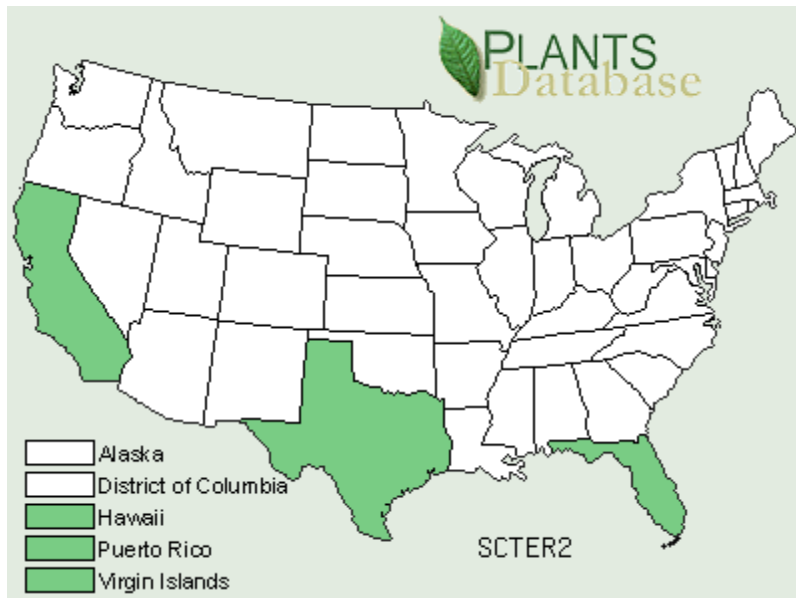 PLANTS
Database
Alaska
District of Columbia
Hawaii
Puerto Rico
Virgin Islands
SCTER2